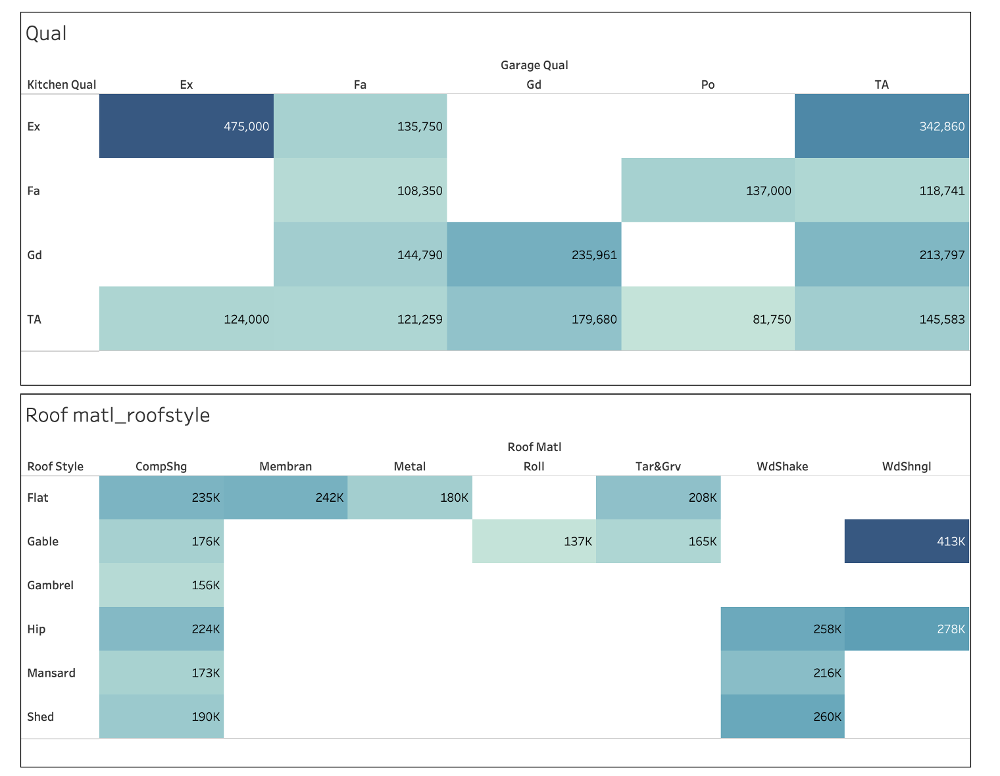 Qual
Garage Qual
Kitchen Qual Ex Fa Gd Po TA
Ex 475,000 135,750 342,860
Fa 108,350 137,000 118,741
Gd 144,790 235,961 213,797
TA 124,000 121,259 179,680 81,750 145,583
Roof matl_roofstyle
Roof Matl
Roof Style CompShg Membran Metal Roll Tar&Grv WdShake WdShngl
Flat 235K 242K 180K 208K
Gable 176K 137K 165K 413K
Gambrel 156K
Hip 224K 258K 278K
Mansard 173K 216K
Shed 190K 260K